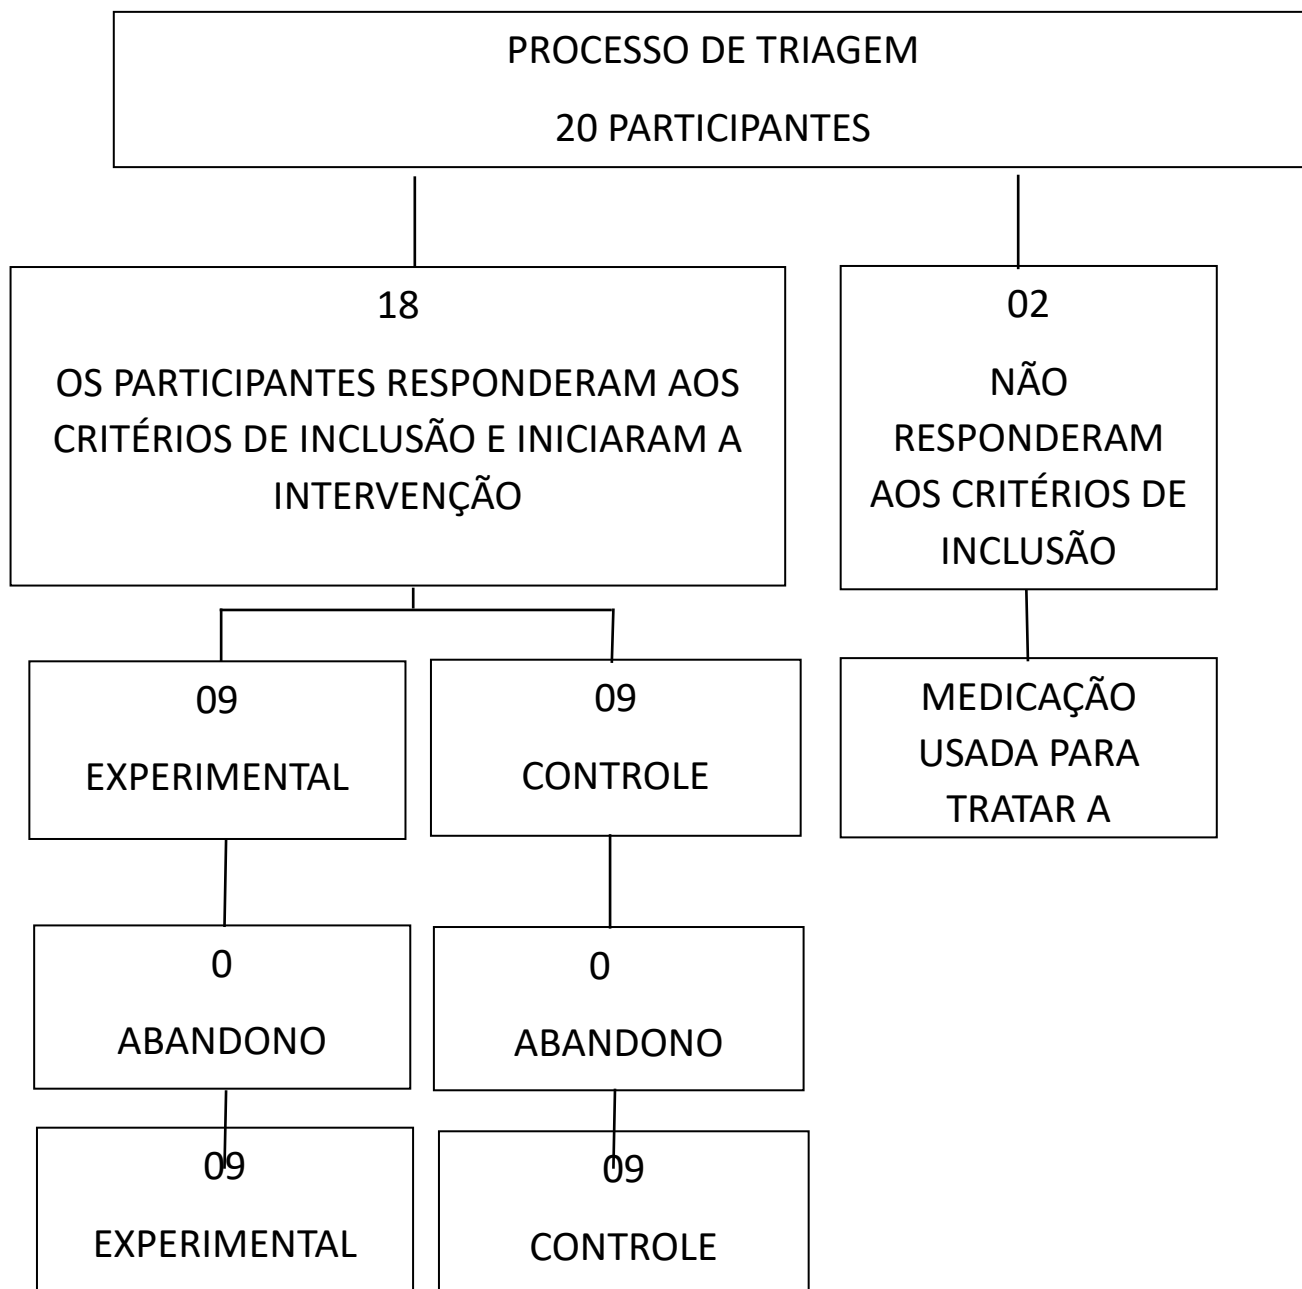 PROCESSO DE TRIAGEM
20 PARTICIPANTES
18
OS PARTICIPANTES RESPONDERAM AOS
CRITÉRIOS DE INCLUSÃO E INICIARAM A
INTERVENÇÃO
02
NÃO
RESPONDERAM
AOS CRITÉRIOS DE
INCLUSÃO
09
EXPERIMENTAL
09
CONTROLE
MEDICAÇÃO
USADA PARA
TRATAR A
0
ABANDONO
0
ABANDONO
09
EXPERIMENTAL
09
CONTROLE